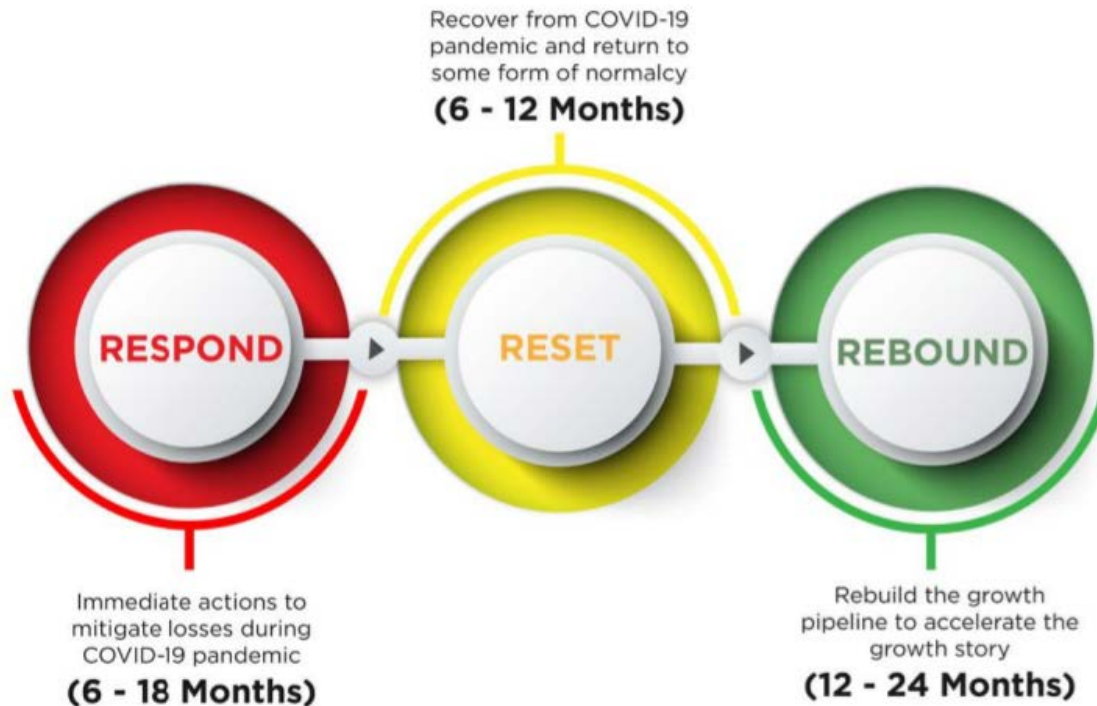 Recover from COVID-19
pandemic and return to
some form of normalcy
(6 - 12 Months)
RESPOND
RESET
REBOUND
Immediate actions to
mitigate losses during
COVID-19 pandemic
(6 - 18 Months)
Rebuild the growth
pipeline to accelerate the
growth story
(12 - 24 Months)